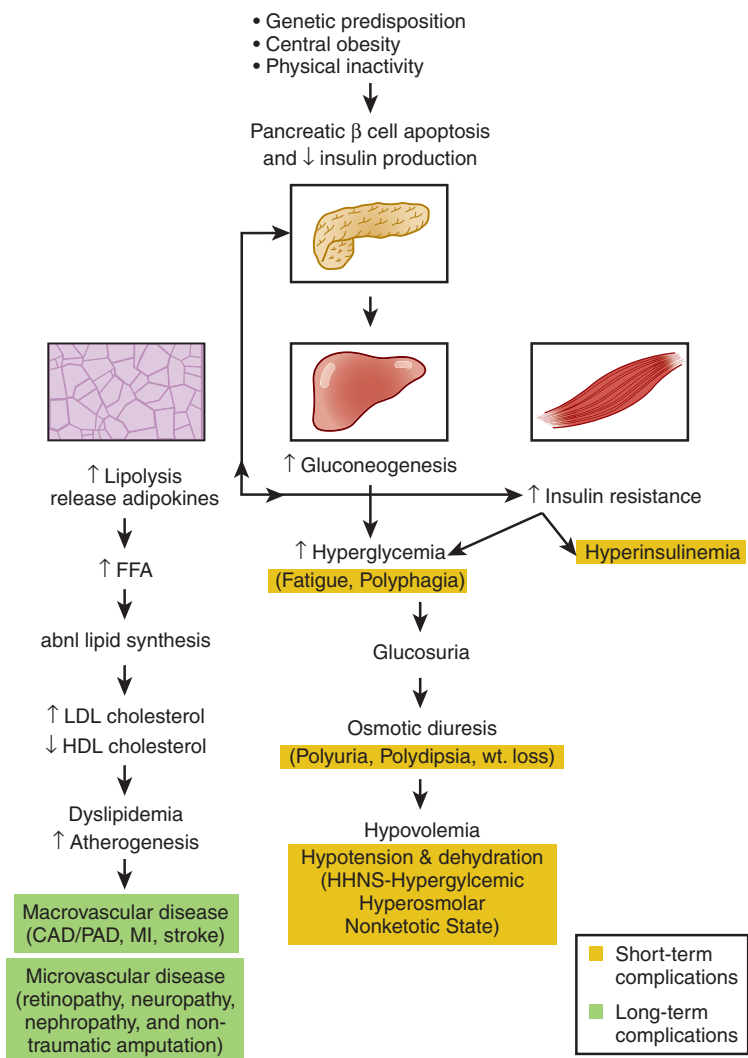 • Genetic predisposition
• Central obesity
• Physical inactivity
Pancreatic β cell apoptosis
and ↓ insulin production
↑ Lipolysis
release adipokines
↑ FFA
abnl lipid synthesis
↑ LDL cholesterol
↓ HDL cholesterol
Dyslipidemia
↑ Atherogenesis
Macrovascular disease
(CAD/PAD, MI, stroke)
Microvascular disease
(retinopathy, neuropathy,
nephropathy, and non-
traumatic amputation)
↑ Gluconeogenesis
↑ Hyperglycemia
(Fatigue, Polyphagia)
Glucosuria
Osmotic diuresis
(Polyuria, Polydipsia, wt. loss)
Hypovolemia
Hypotension & dehydration
(HHNS-Hypergylcemic
Hyperosmolar
Nonketotic State)
↑ Insulin resistance
Hyperinsulinemia
Short-term
complications
Long-term
complications